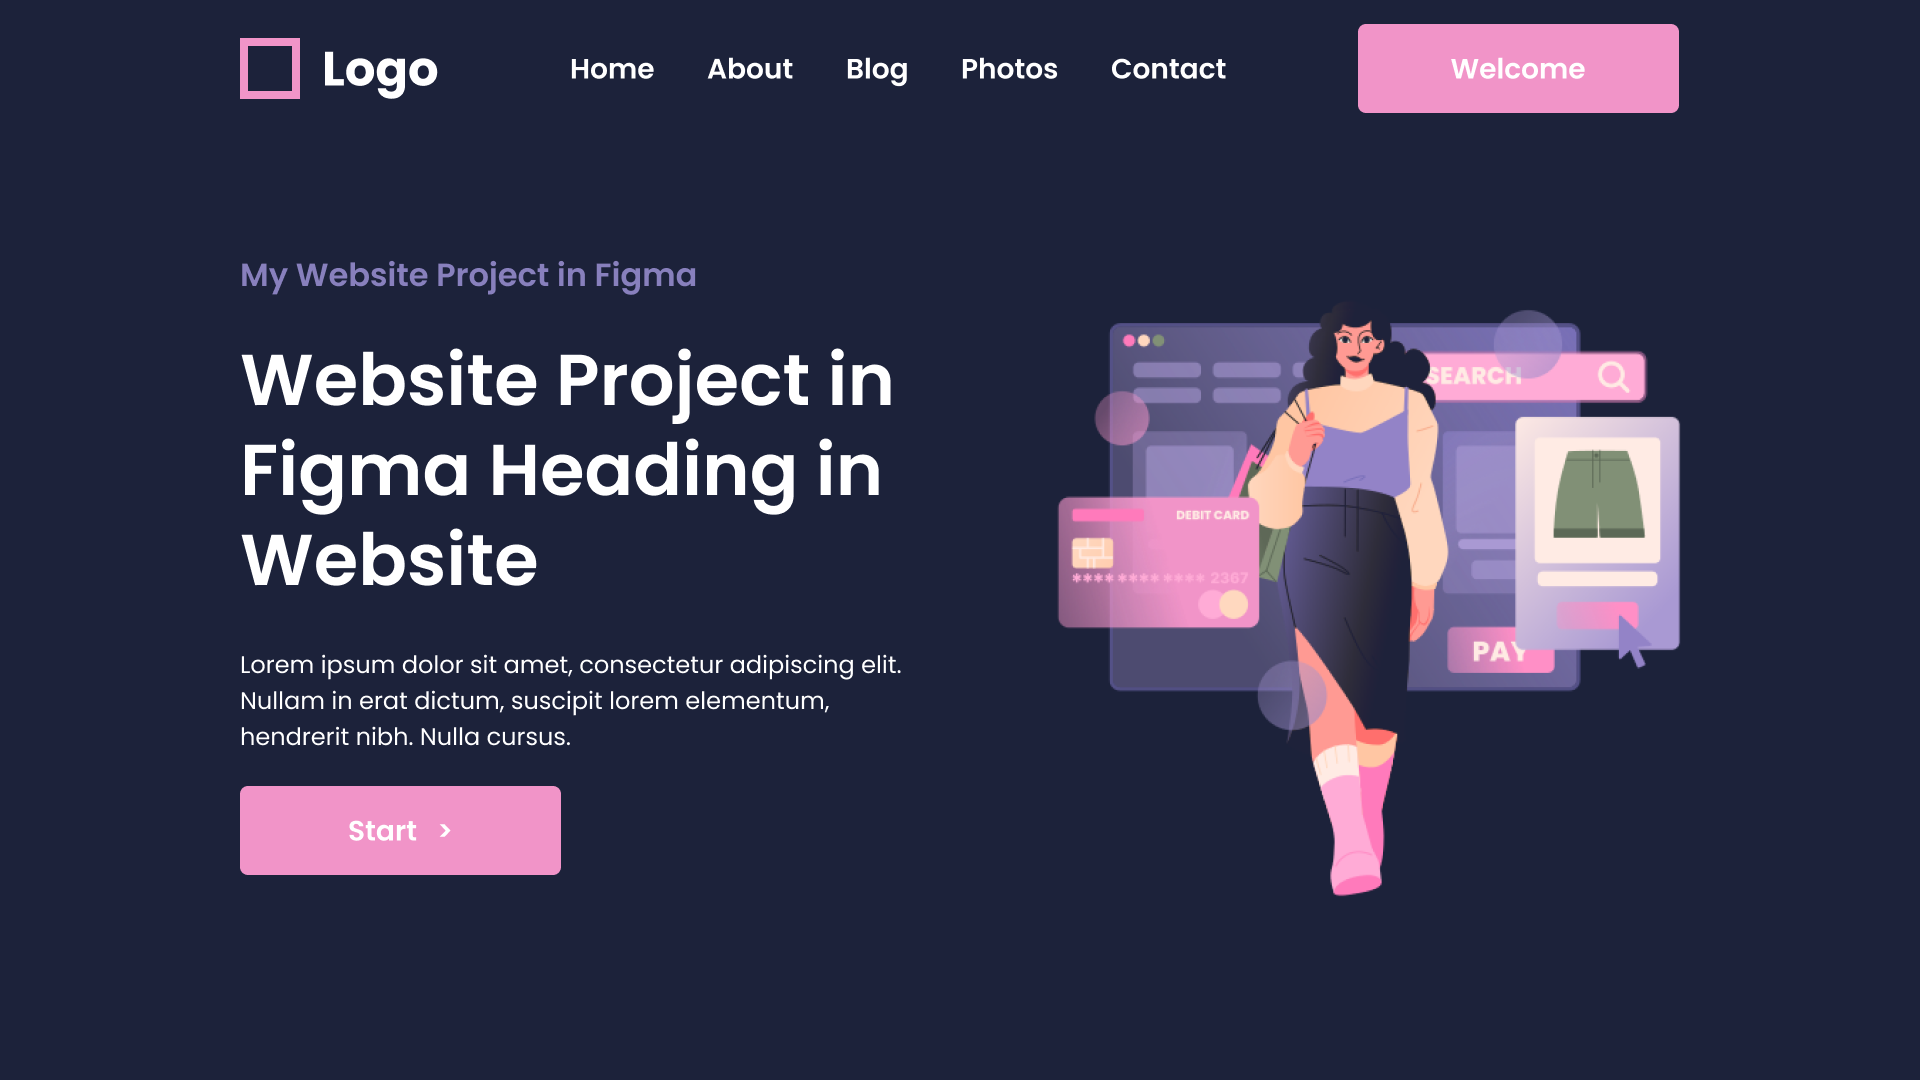 Logo
Home About Blog Photos Contact
Welcome
My Website Project in Figma
Website Project in
Figma Heading in
Website
Lorem ipsum dolor sit amet, consectetur adipiscing elit.
Nullam in erat dictum, suscipit lorem elementum,
hendrerit nibh. Nulla cursus.
Start >
SEARCH
DEBIT CARD
**** **** **** 2367
PAY